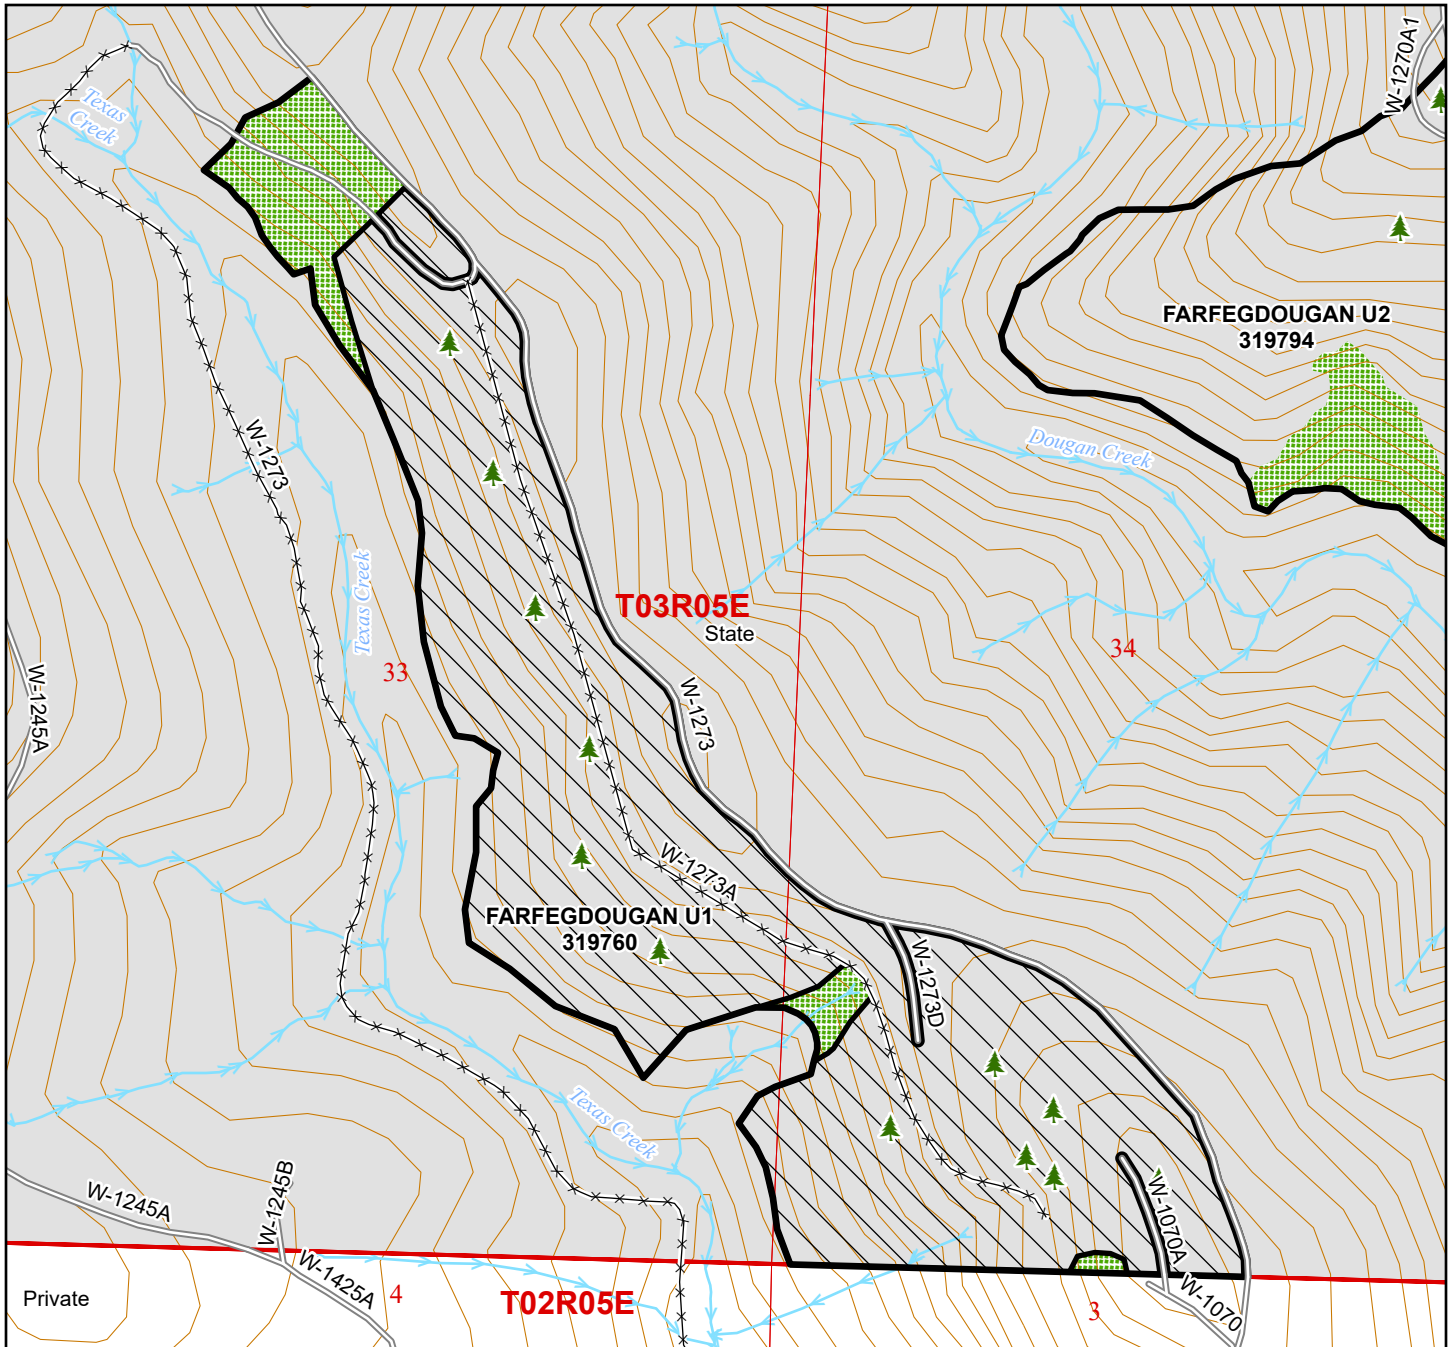 W-1270A1
Texas
Creek
FARFEGDOUGAN U2
319794
W-1273
Dougan Creek
Texas Creek
T03R05E
State
34
33
W-1245A
W-1273
W-1273A
FARFEGDOUGAN U1
319760
W-1273D
Texas Creek
W-1245A
W-1245B
W-1070A
W-1425A
W-1070
Private
4
T02R05E
3